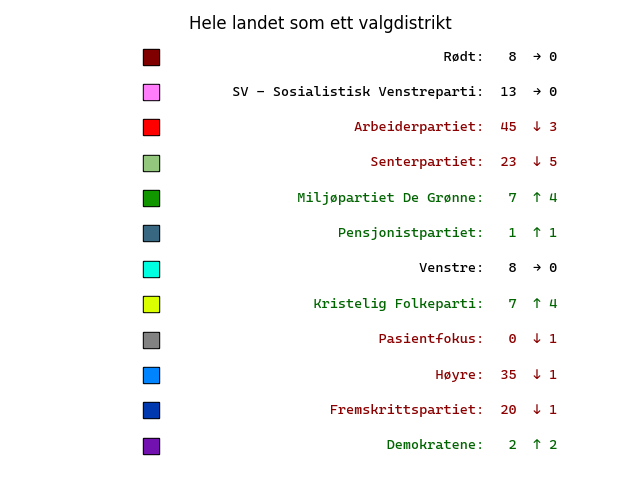 Hele landet som ett valgdistrikt
Rødt: 8 → 0
SV – Sosialistisk Venstreparti: 13 → 0
Arbeiderpartiet: 45 ↓ 3
Senterpartiet: 23 ↓ 5
Miljøpartiet De Grønne: 7 ↑ 4
Pensjonistpartiet: 1 ↑ 1
Venstre: 8 → 0
Kristelig Folkeparti: 7 ↑ 4
Pasientfokus: 0 ↓ 1
Høyre: 35 ↓ 1
Fremskrittspartiet: 20 ↓ 1
Demokratene: 2 ↑ 2